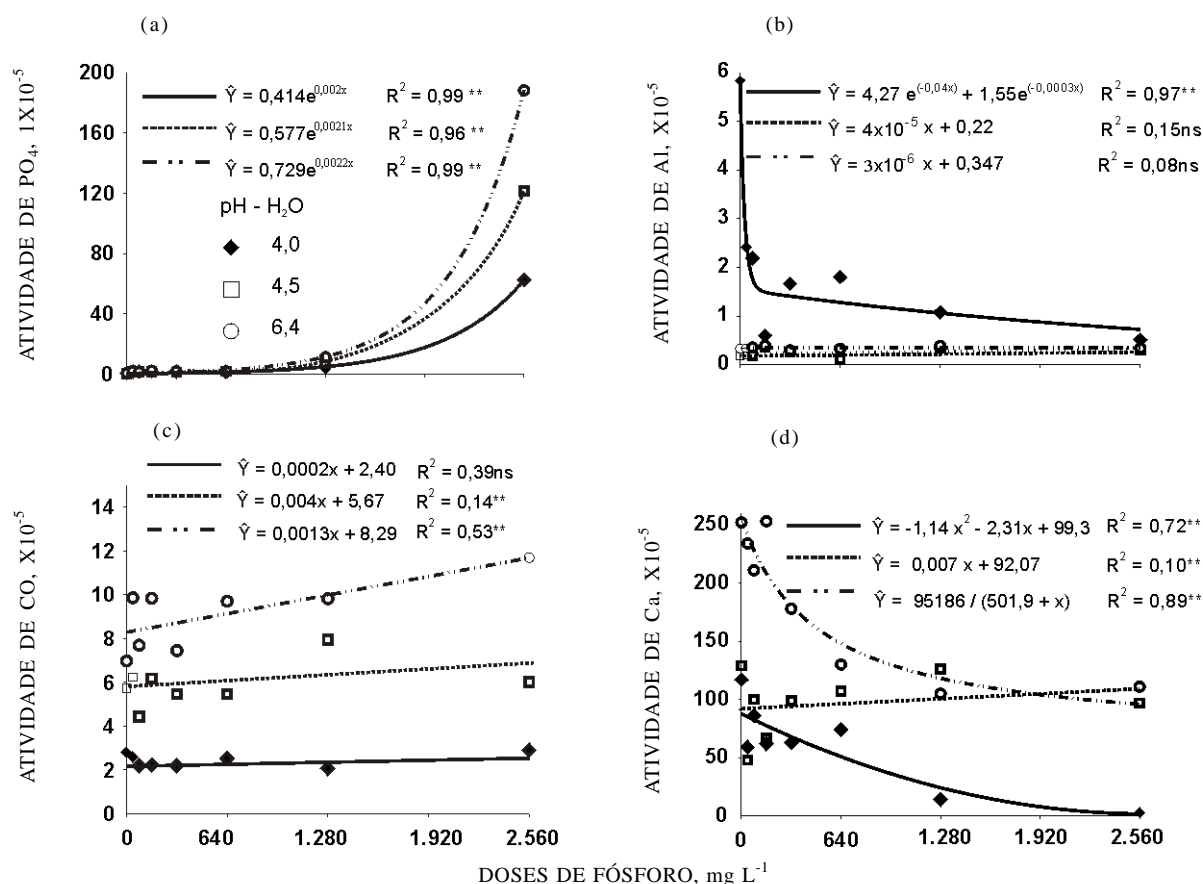 (a)
ATIVIDADE DE PO4, 1X10-5
200
160
120
80
40
0
Ŷ = 0,414e0,002x R2 = 0,99 **
Ŷ = 0,577e0,0021x R2 = 0,96 **
Ŷ = 0,729e0,0022x R2 = 0,99 **
pH - H2O
4,0
4,5
6,4
(b)
ATIVIDADE DE Al, X10-5
6
5
4
3
2
1
0
Ŷ = 4,27 e(-0,04x) + 1,55e(-0,0003x) R2 = 0,97**
Ŷ = 4x10-5 x + 0,22 R2 = 0,15ns
Ŷ = 3x10-6 x + 0,347 R2 = 0,08ns
(c)
ATIVIDADE DE CO, X10-5
14
12
10
8
6
4
2
0
Ŷ = 0,0002x + 2,40 R2 = 0,39ns
Ŷ = 0,004x + 5,67 R2 = 0,14**
Ŷ = 0,0013x + 8,29 R2 = 0,53**
0 640 1.280 1.920 2.560
(d)
ATIVIDADE DE Ca, X10-5
250
200
150
100
50
0
Ŷ = -1,14 x2 - 2,31x + 99,3 R2 = 0,72**
Ŷ = 0,007 x + 92,07 R2 = 0,10**
Ŷ = 95186 / (501,9 + x) R2 = 0,89**
0 640 1.280 1.920 2.560
DOSES DE FÓSFORO, mg L-1